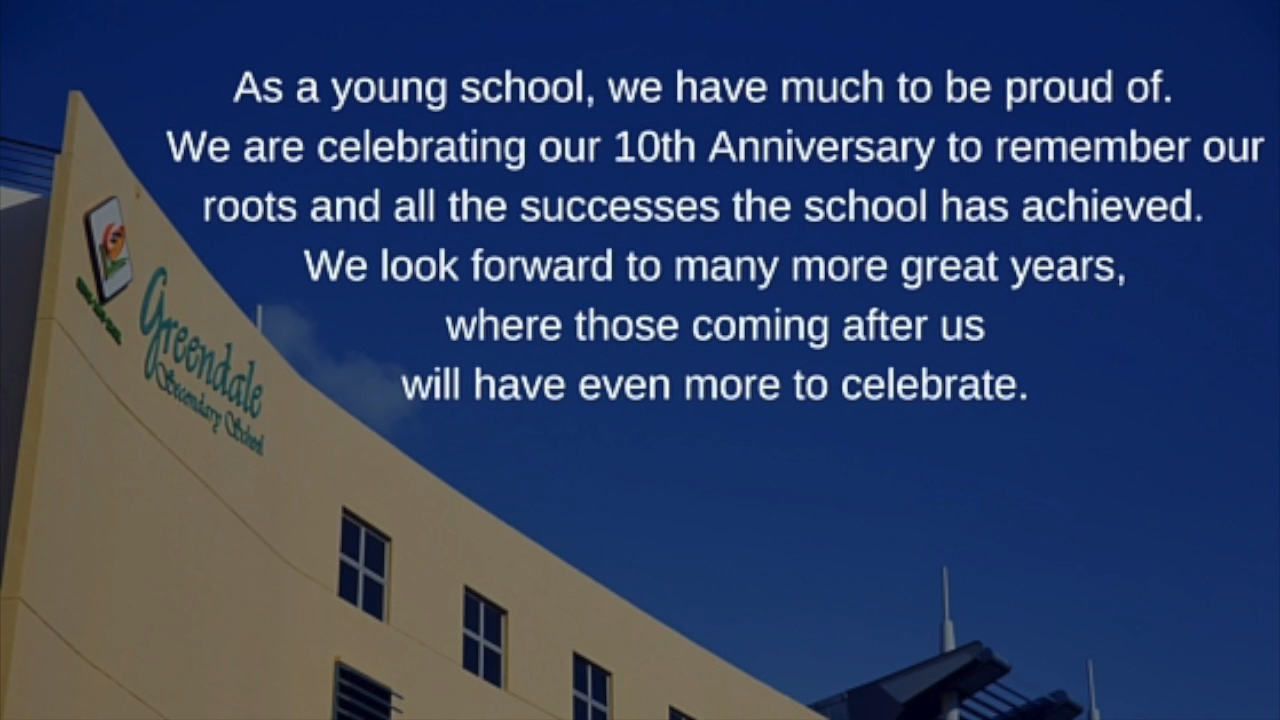 As a young school, we have much to be proud of.
We are celebrating our 10th Anniversary to remember our
roots and all the successes the school has achieved.
We look forward to many more great years,
where those coming after us
will have even more to celebrate.
Greendale
Secondary School